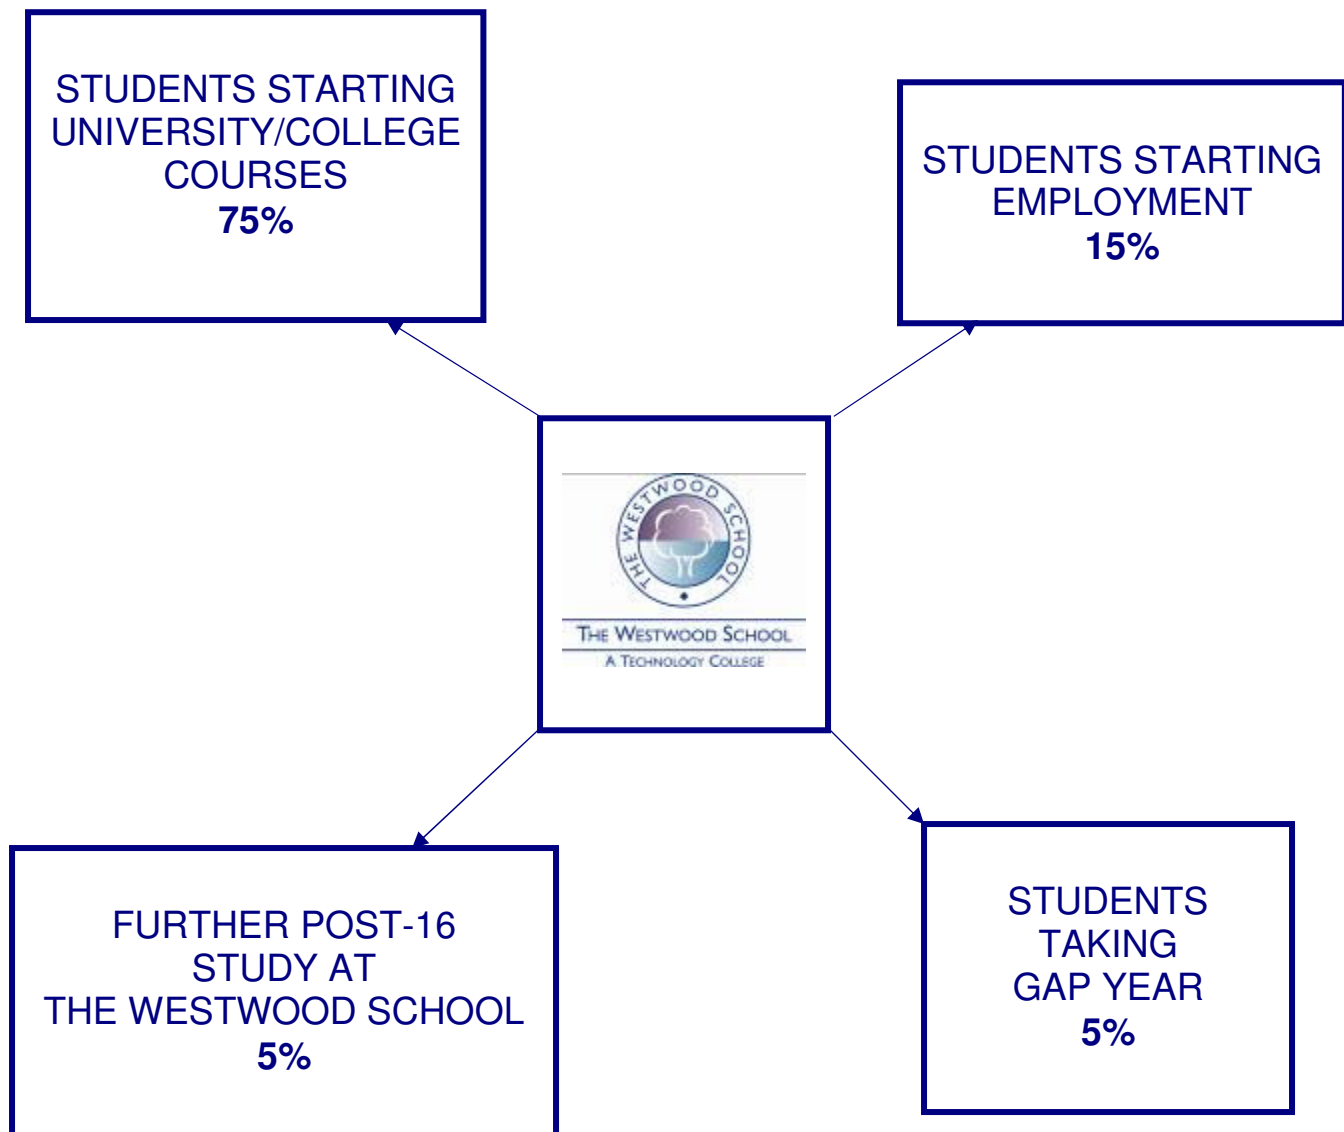 STUDENTS STARTING
UNIVERSITY/COLLEGE
COURSES
75%
STUDENTS STARTING
EMPLOYMENT
15%
THE WESTWOOD SCHOOL
THE WESTWOOD SCHOOL
A TECHNOLOGY COLLEGE
FURTHER POST-16
STUDY AT
THE WESTWOOD SCHOOL
5%
STUDENTS
TAKING
GAP YEAR
5%